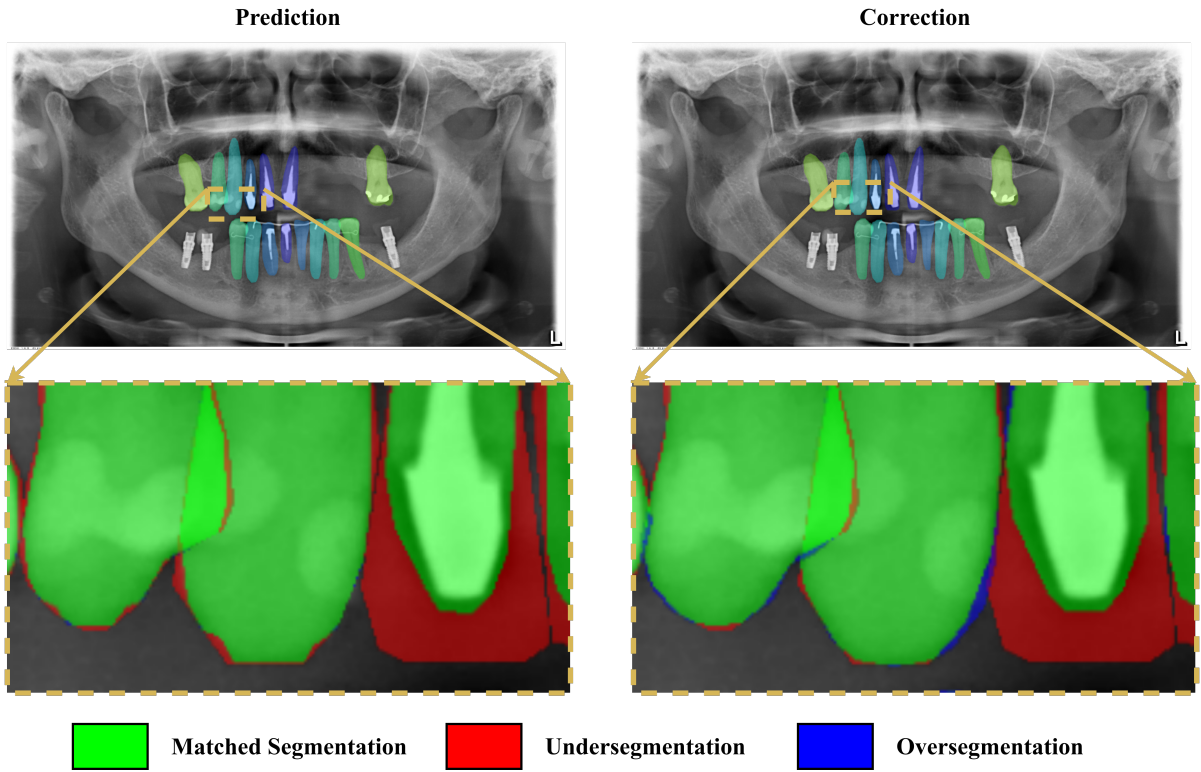 Prediction
Correction
L
L
Matched Segmentation
Undersegmentation
Oversegmentation